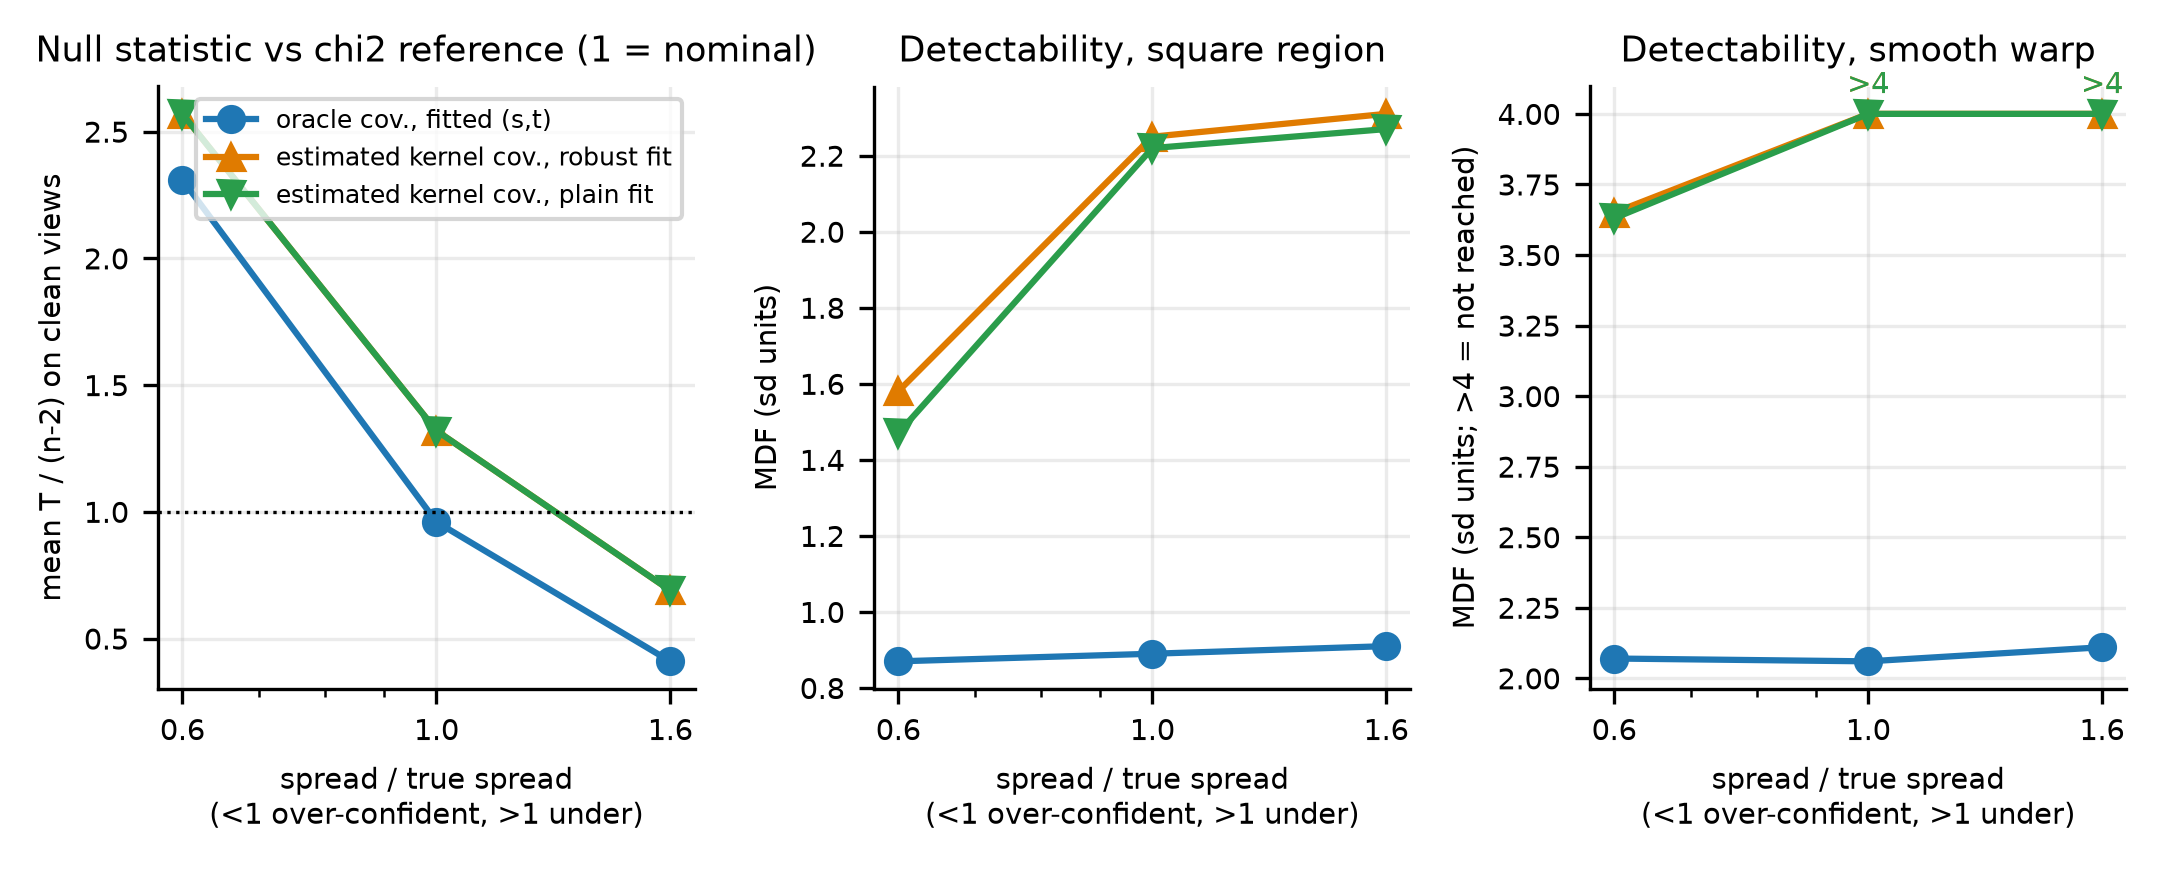 Null statistic vs chi2 reference (1 = nominal)
mean T / (n-2) on clean views
2.5
2.0
1.5
1.0
0.5
oracle cov., fitted (s,t)
estimated kernel cov., robust fit
estimated kernel cov., plain fit
0.6 1.0 1.6
spread / true spread
(<1 over-confident, >1 under)
Detectability, square region
MDF (sd units)
2.2
2.0
1.8
1.6
1.4
1.2
1.0
0.8
0.6 1.0 1.6
spread / true spread
(<1 over-confident, >1 under)
Detectability, smooth warp
>4 >4
MDF (sd units; >4 = not reached)
4.00
3.75
3.50
3.25
3.00
2.75
2.50
2.25
2.00
0.6 1.0 1.6
spread / true spread
(<1 over-confident, >1 under)